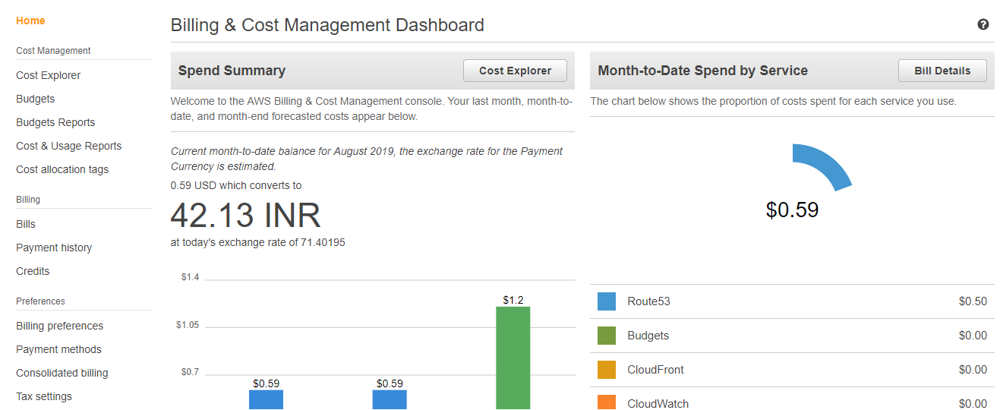 Home
Cost Management
Cost Explorer
Budgets
Budgets Reports
Cost & Usage Reports
Cost allocation tags
Billing
Bills
Payment history
Credits
Preferences
Billing preferences
Payment methods
Consolidated billing
Tax settings
Billing & Cost Management Dashboard
?
Spend Summary
Cost Explorer
Welcome to the AWS Billing & Cost Management console. Your last month, month-to-
date, and month-end forecasted costs appear below.
Current month-to-date balance for August 2019, the exchange rate for the Payment
Currency is estimated.
0.59 USD which converts to
42.13 INR
at today's exchange rate of 71.40195
$1.4
$1.2
$1.05
$0.7
$0.59
$0.59
Month-to-Date Spend by Service
Bill Details
The chart below shows the proportion of costs spent for each service you use.
$0.59
Route53 $0.50
Budgets $0.00
CloudFront $0.00
CloudWatch $0.00